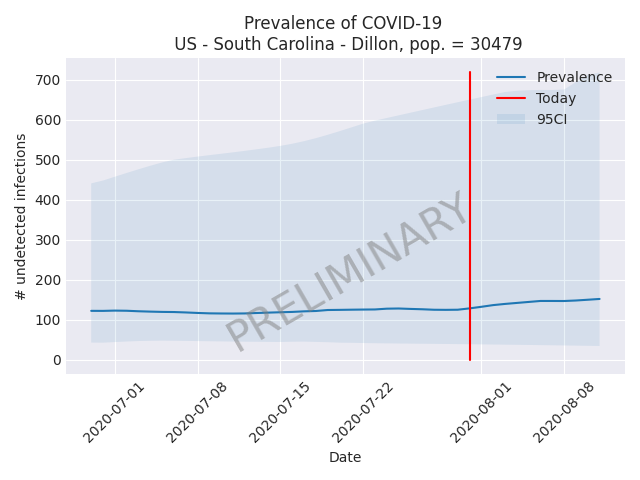 Prevalence of COVID-19
US - South Carolina - Dillon, pop. = 30479
700
600
500
400
300
200
100
0
# undetected infections
Prevalence
Today
95CI
PRELIMINARY
2020-07-01
2020-07-08
2020-07-15
2020-07-22
2020-08-01
2020-08-08
Date